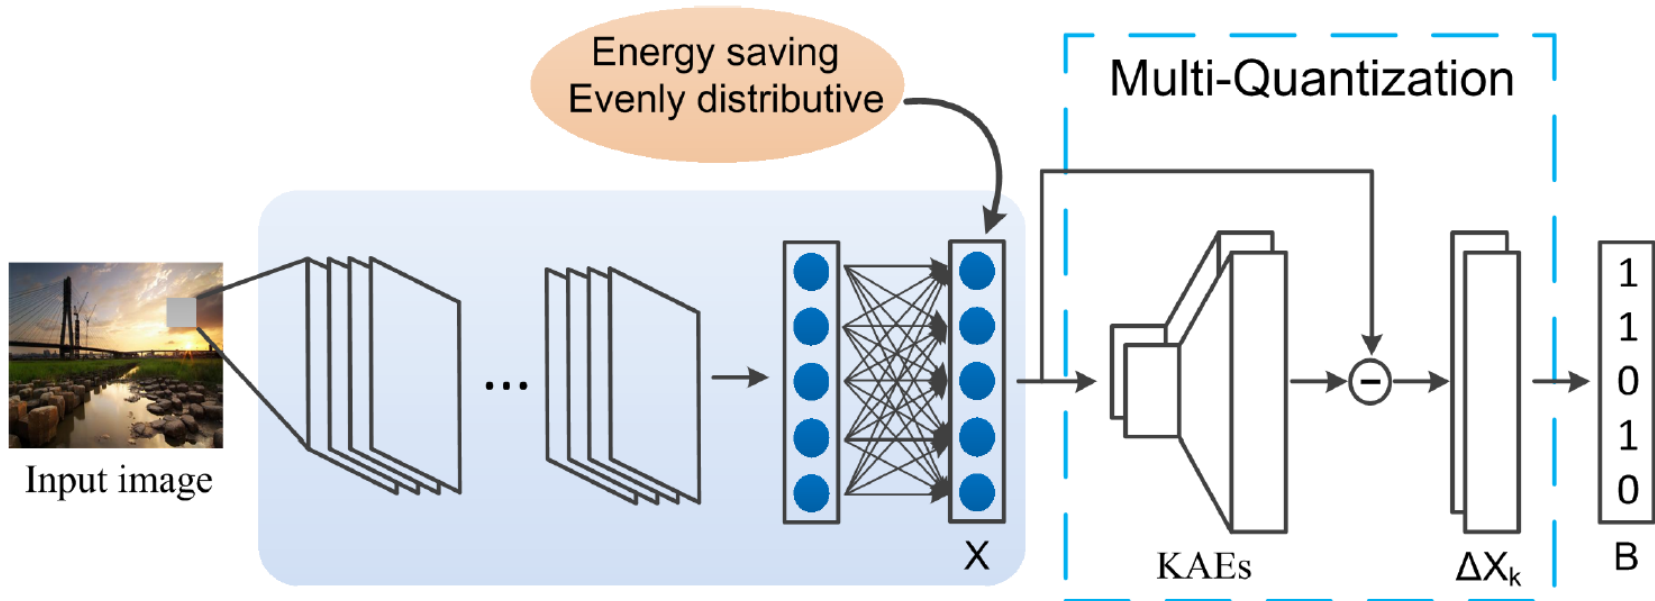 Energy saving
Evenly distributive
Multi-Quantization
Input image
...
X
KAEs
−
ΔXₖ
1
1
0
1
0
B